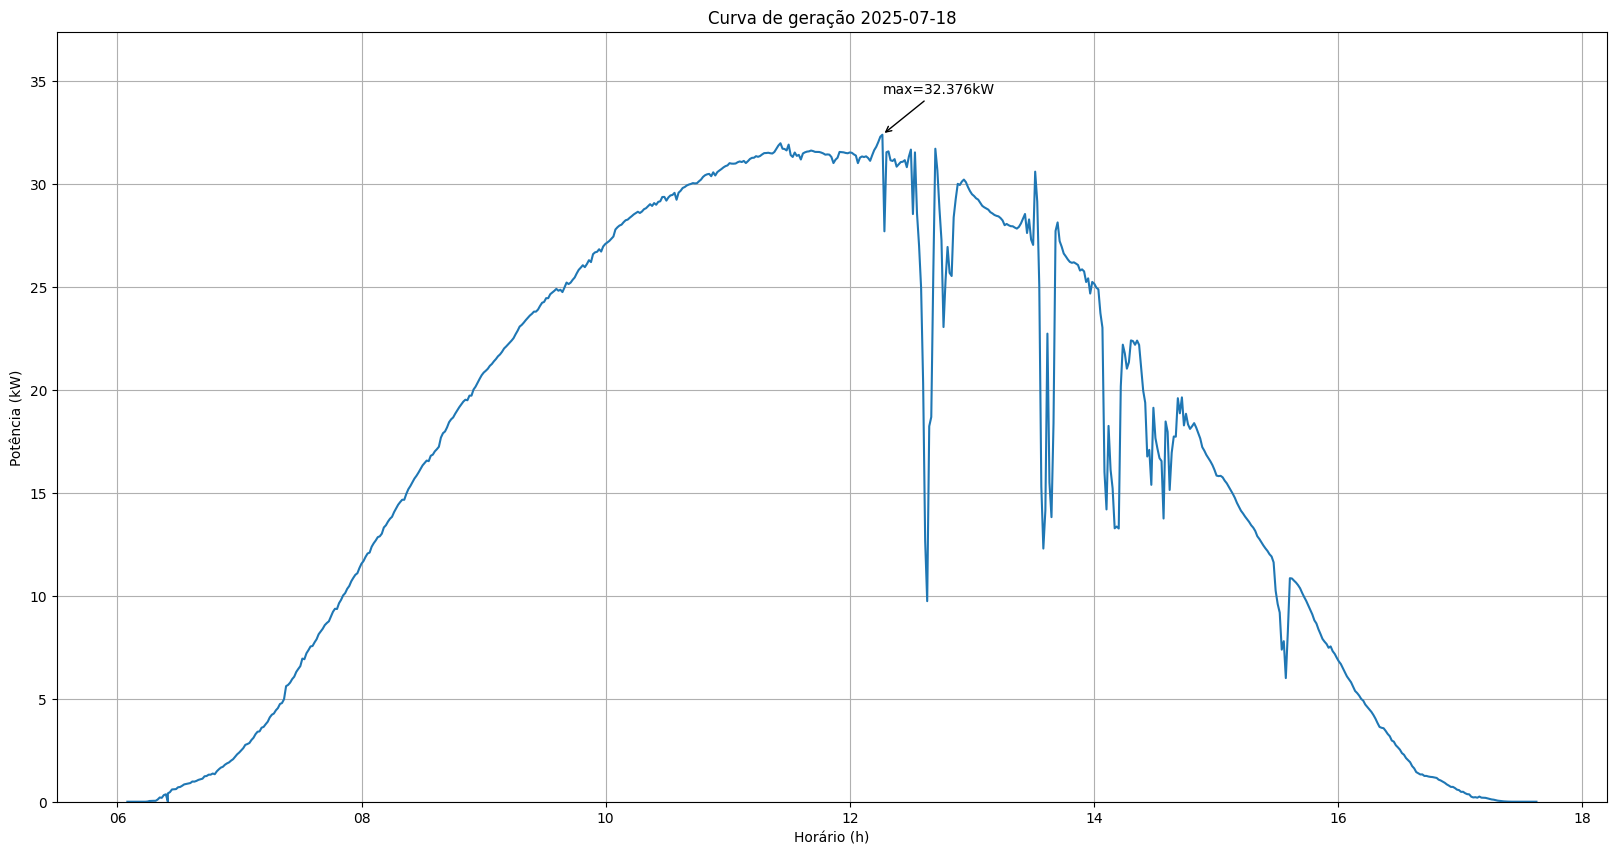 Curva de geração 2025-07-18
max=32.376kW
Potência (kW)
35
30
25
20
15
10
5
0
06 08 10 12 14 16 18
Horário (h)